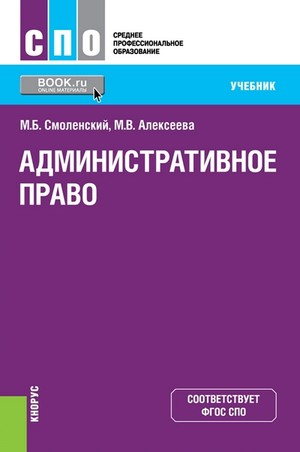 СПО
СРЕДНЕЕ
ПРОФЕССИОНАЛЬНОЕ
ОБРАЗОВАНИЕ
BOOK.ru
ONLINE МАТЕРИАЛЫ
УЧЕБНИК
М.Б. Смоленский, М.В. Алексеева
АДМИНИСТРАТИВНОЕ
ПРАВО
СООТВЕТСТВУЕТ
ФГОС СПО
КНОРУС